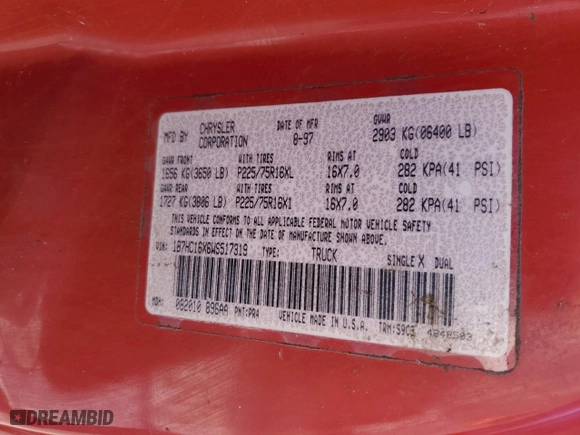 MFD BY CHRYSLER CORPORATION DATE OF MFR 8-97 GVWR 2903 KG(06400 LB)
GAWR FRONT WITH TIRES RIMS AT COLD
1656 KG(3650 LB) P225/75R16XL 16X7.0 282 KPA(41 PSI)
GAWR REAR WITH TIRES RIMS AT COLD
1727 KG(3806 LB) P225/75R16X1 16X7.0 282 KPA(41 PSI)
THIS VEHICLE CONFORMS TO ALL APPLICABLE FEDERAL MOTOR VEHICLE SAFETY
STANDARDS IN EFFECT ON THE DATE OF MANUFACTURE SHOWN ABOVE.
VIN: 1B7HC16X6WS517319 TYPE: TRUCK SINGLE X DUAL
MDH: 082010 896AA PNT:PR4 VEHICLE MADE IN U.S.A. TRM:S9C3 4848503
DREAMBID